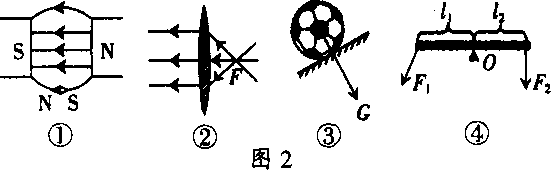 S N
N S
F
G
l₁ l₂
O
F₁ F₂
① ② ③ ④
图 2